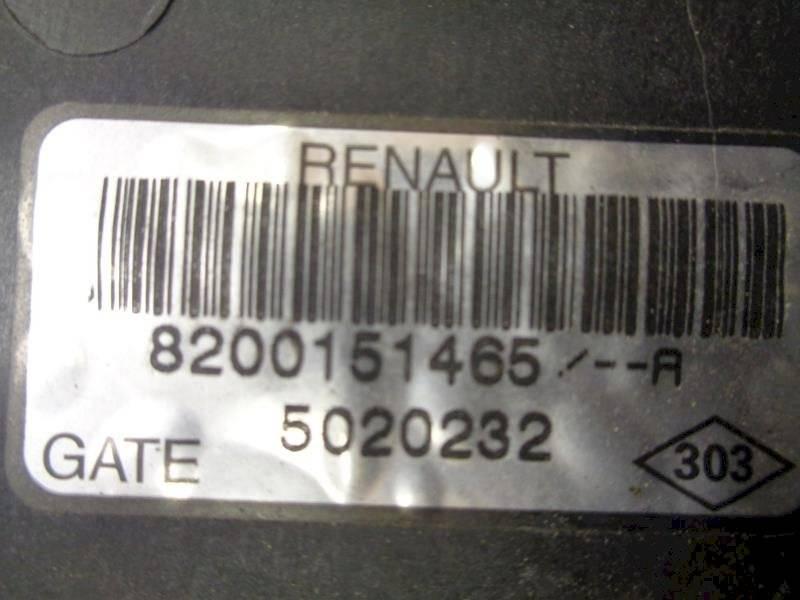 RENAULT
8200151465/--A
5020232
GATE
303